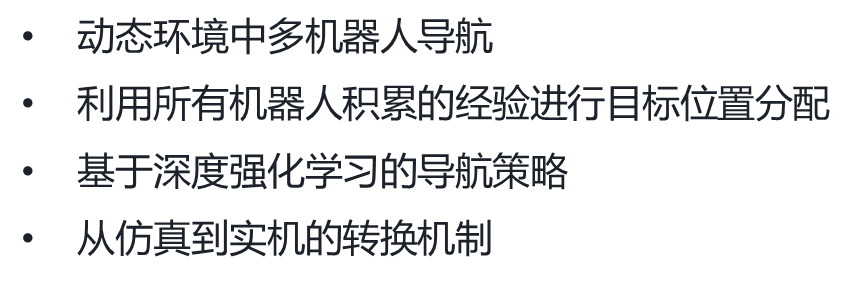 • 动态环境中多机器人导航
• 利用所有机器人积累的经验进行目标位置分配
• 基于深度强化学习的导航策略
• 从仿真到实机的转换机制